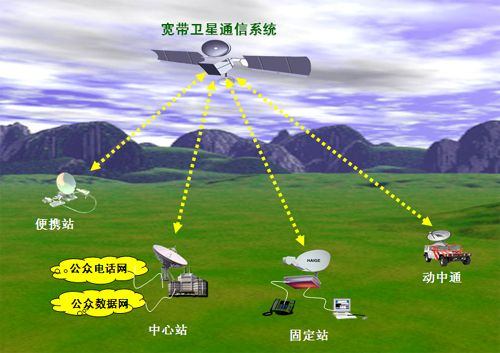 宽带卫星通信系统
便携站
公众电话网
公众数据网
中心站
HAIGE
固定站
动中通